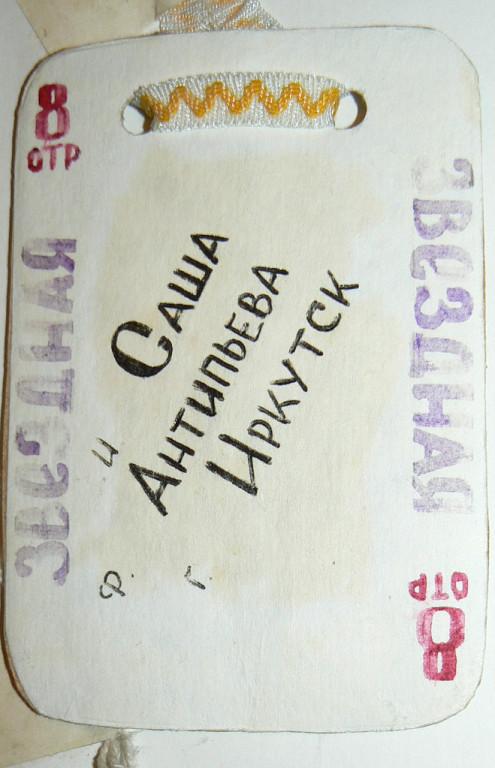 8
ОТР
ЗВЕЗДНАЯ
ЗВЕЗДНАЯ
и Саша
ф. Антипьева
г. Иркутск
ОТР
8